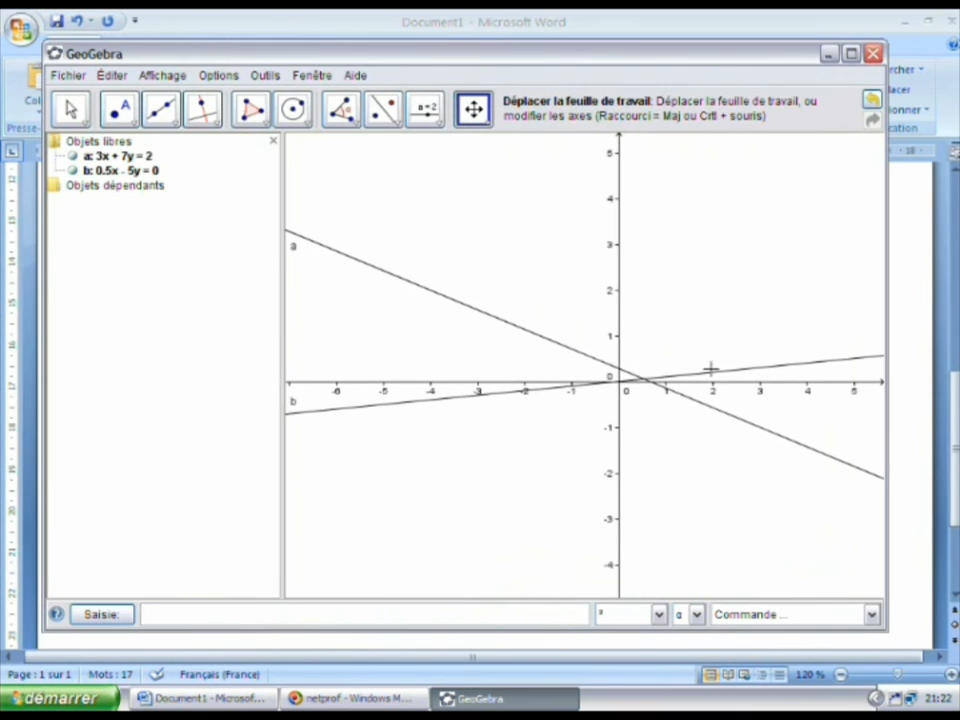 Document1 - Microsoft Word
GeoGebra
Fichier Éditer Affichage Options Outils Fenêtre Aide
A
a=2
Déplacer la feuille de travail: Déplacer la feuille de travail, ou
modifier les axes (Raccourci = Maj ou Crtl + souris)
Objets libres
a: 3x + 7y = 2
b: 0.5x - 5y = 0
Objets dépendants
5
4
3
2
1
0
-1
-2
-3
-4
-6 -5 -4 -3 -2 -1 0 1 2 3 4 5
a
b
Saisie:
α
Commande ...
Page : 1 sur 1 Mots : 17 Français (France) 120 %
démarrer Document1 - Microsof... netprof - Windows M... GeoGebra 21:22